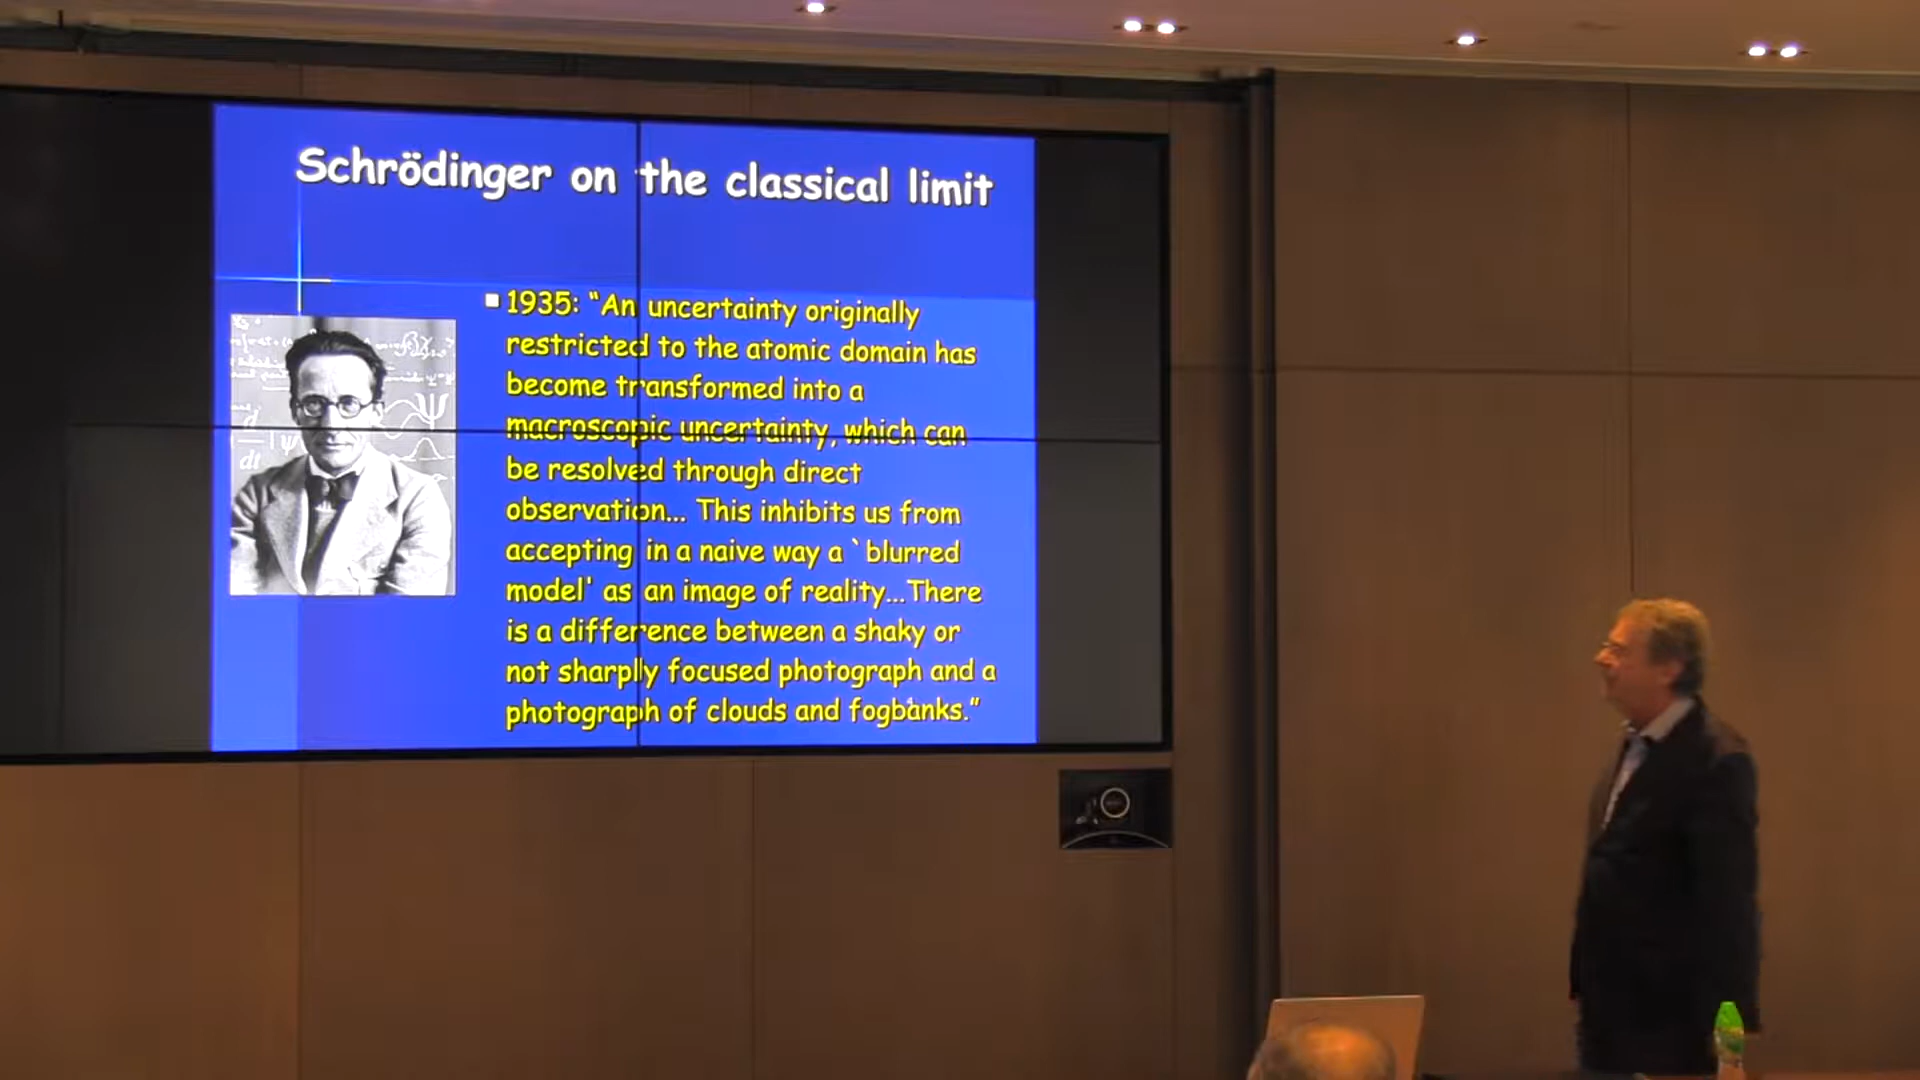 Schrödinger on the classical limit
1935: “An uncertainty originally
restricted to the atomic domain has
become transformed into a
macroscopic uncertainty, which can
be resolved through direct
observation... This inhibits us from
accepting in a naive way a `blurred
model' as an image of reality...There
is a difference between a shaky or
not sharply focused photograph and a
photograph of clouds and fogbanks.”